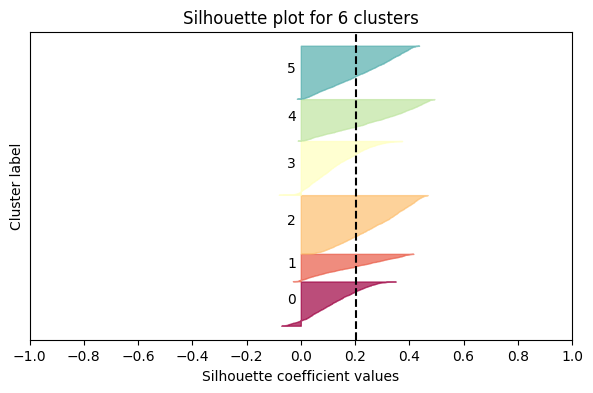 Silhouette plot for 6 clusters
Cluster label
5
4
3
2
1
0
−1.0 −0.8 −0.6 −0.4 −0.2 0.0 0.2 0.4 0.6 0.8 1.0
Silhouette coefficient values